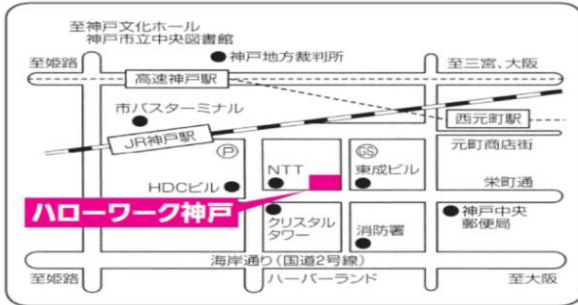 至神戸文化ホール
神戸市立中央図書館
神戸地方裁判所
至姫路
至三宮、大阪
高速神戸駅
市バスターミナル
西元町駅
JR神戸駅
元町商店街
P
GS
NTT
東成ビル
HDCビル
栄町通
ハローワーク神戸
クリスタル
タワー
消防署
神戸中央
郵便局
海岸通り(国道2号線)
至姫路
ハーバーランド
至大阪